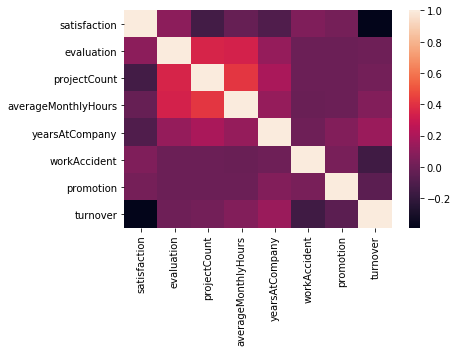 satisfaction
evaluation
projectCount
averageMonthlyHours
yearsAtCompany
workAccident
promotion
turnover
satisfaction
evaluation
projectCount
averageMonthlyHours
yearsAtCompany
workAccident
promotion
turnover
1.0
0.8
0.6
0.4
0.2
0.0
−0.2